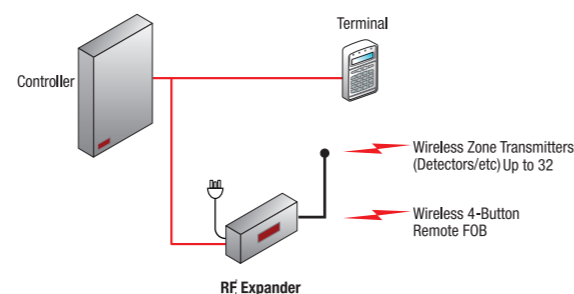 Terminal
Controller
Wireless Zone Transmitters
(Detectors/etc) Up to 32
Wireless 4-Button
Remote FOB
RF Expander